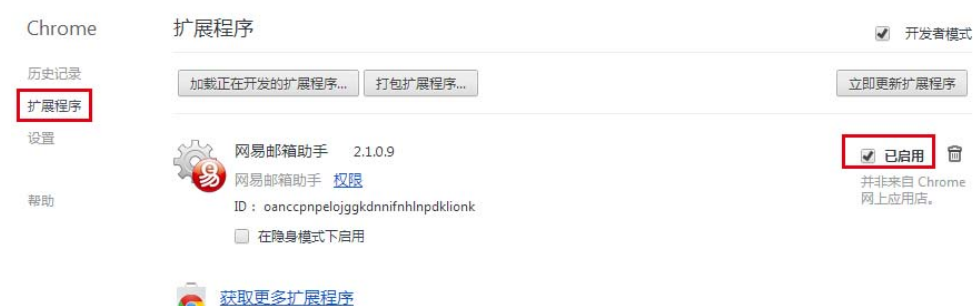 Chrome
扩展程序
开发者模式
历史记录
扩展程序
设置
帮助
加载正在开发的扩展程序...
打包扩展程序...
立即更新扩展程序
网易邮箱助手 2.1.0.9
已启用
网易邮箱助手 权限
并非来自 Chrome
网上应用店。
ID： oanccpnpelojggkdnnifnhlnpdklionk
在隐身模式下启用
获取更多扩展程序